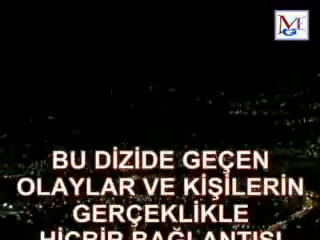 BU DİZİDE GEÇEN
OLAYLAR VE KİŞİLERİN
GERÇEKLİKLE
HİÇBİR BAĞLANTISI